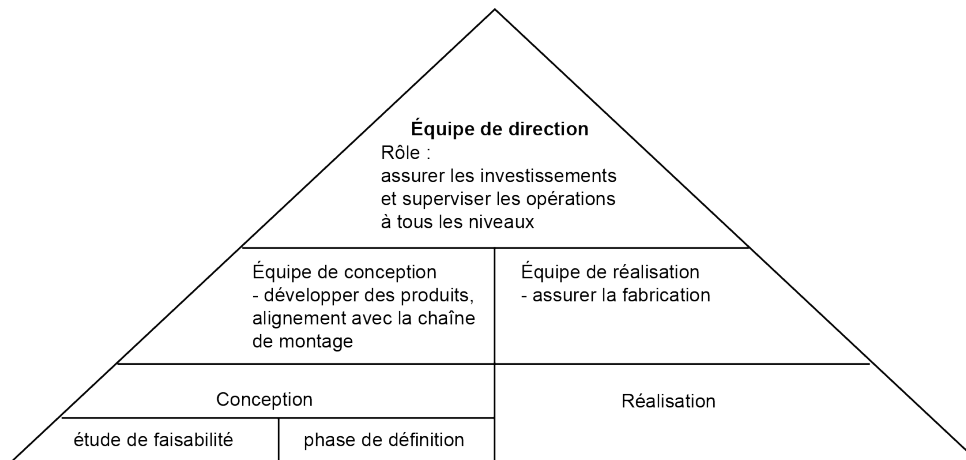 Équipe de direction
Rôle :
assurer les investissements
et superviser les opérations
à tous les niveaux
Équipe de conception
- développer des produits,
alignement avec la chaîne
de montage
Équipe de réalisation
- assurer la fabrication
Conception
Réalisation
étude de faisabilité
phase de définition